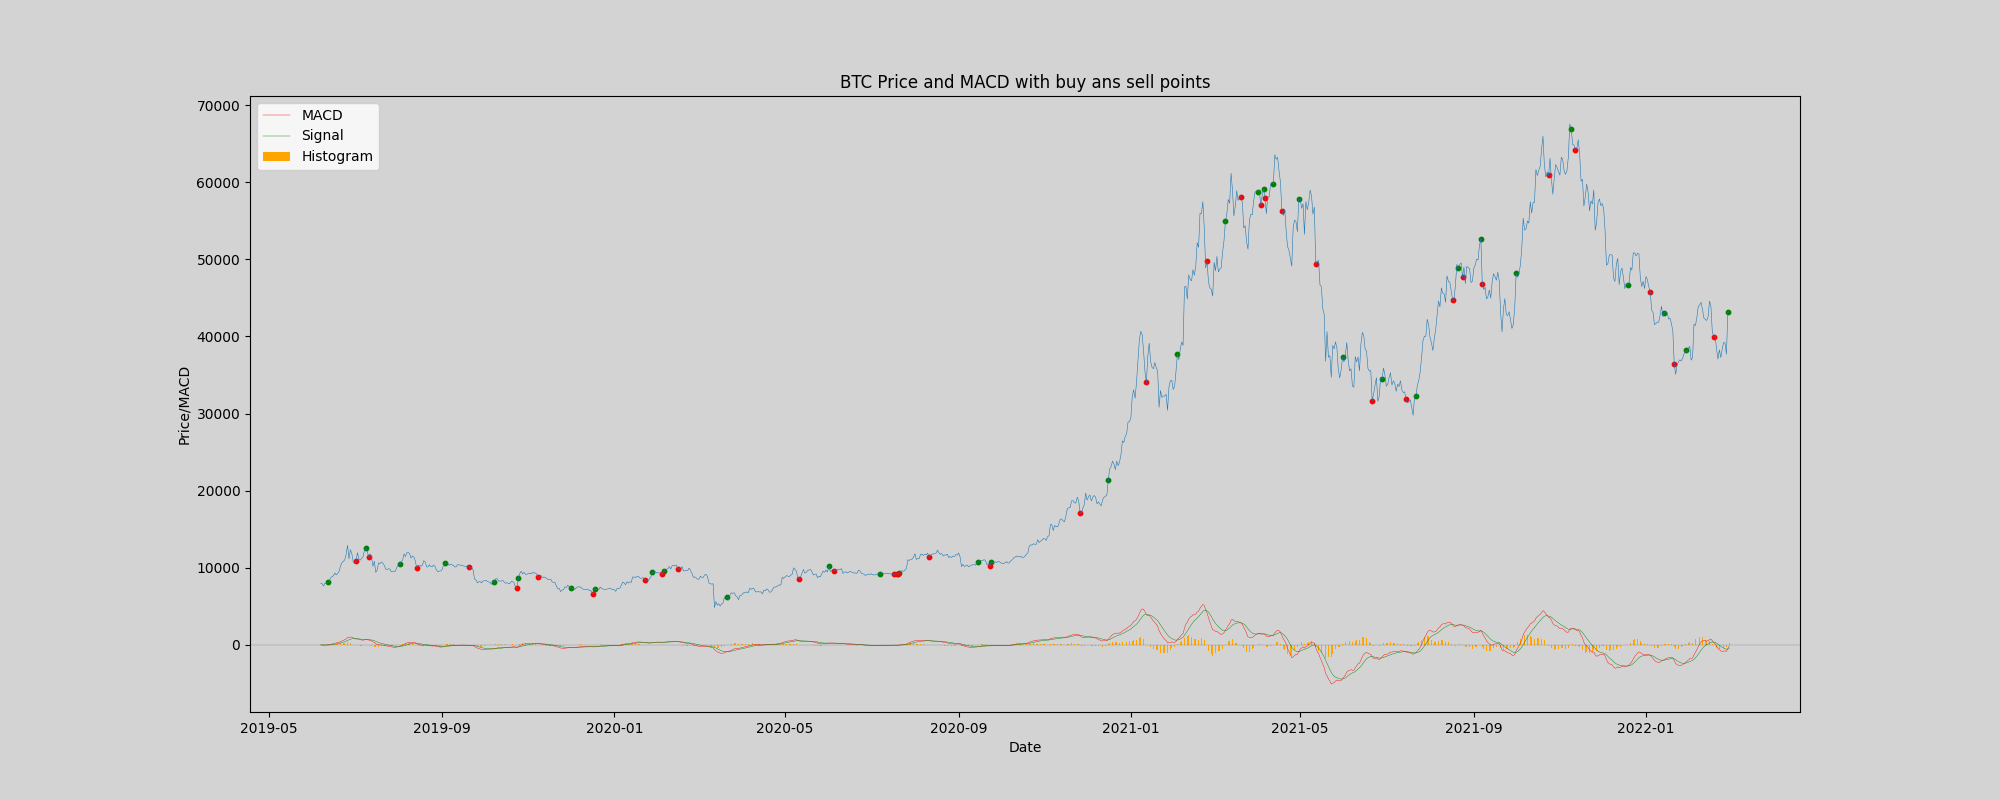 BTC Price and MACD with buy ans sell points
MACD
Signal
Histogram
70000
60000
50000
40000
30000
20000
10000
0
Price/MACD
2019-05
2019-09
2020-01
2020-05
2020-09
2021-01
2021-05
2021-09
2022-01
Date